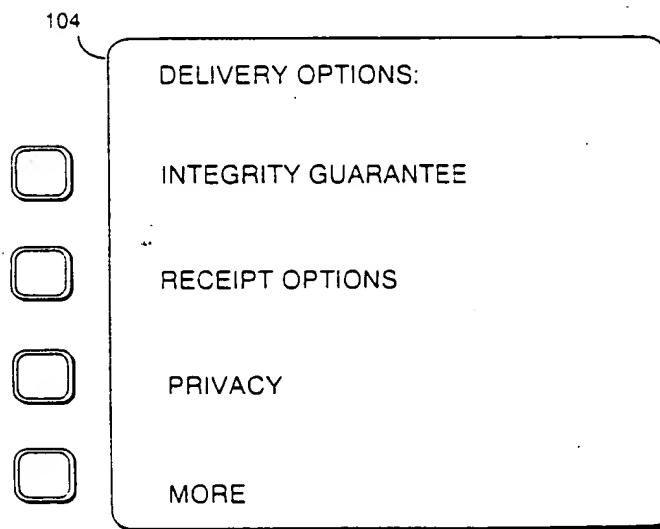 104
DELIVERY OPTIONS:
INTEGRITY GUARANTEE
RECEIPT OPTIONS
PRIVACY
MORE